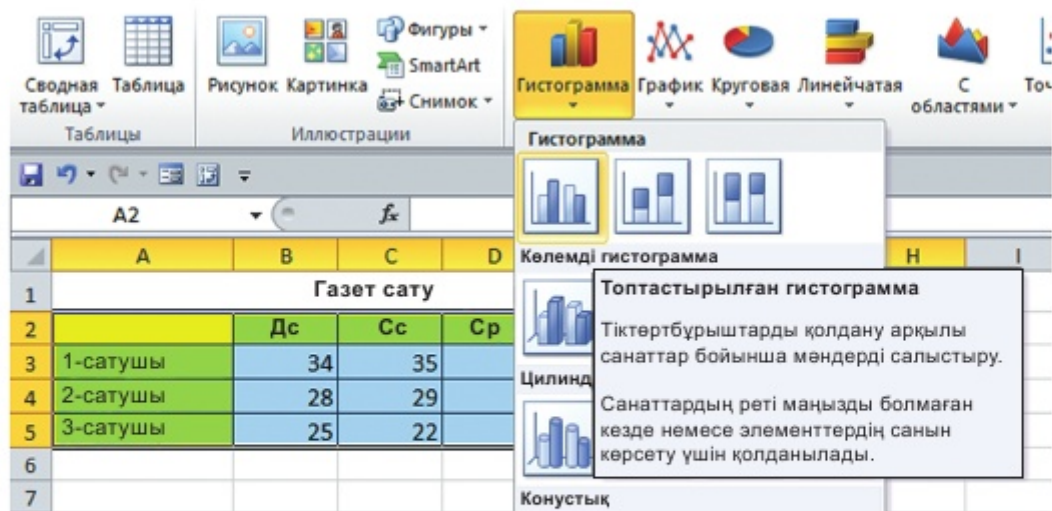 Сводная таблица
Таблица
Рисунок
Картинка
Фигуры
SmartArt
Снимок
Гистограмма
График
Круговая
Линейчатая
С областями
Таблицы
Иллюстрации
Гистограмма
A2
fx
Көлемді гистограмма
A B C D H I
1 Газет сату
2 Дс Сс Ср
3 1-сатушы 34 35
4 2-сатушы 28 29
5 3-сатушы 25 22
6
7
Топтастырылған гистограмма
Тіктөртбұрыштарды қолдану арқылы
санаттар бойынша мәндерді салыстыру.
Санаттардың реті маңызды болмаған
кезде немесе элементтердің санын
көрсету үшін қолданылады.
Конустық